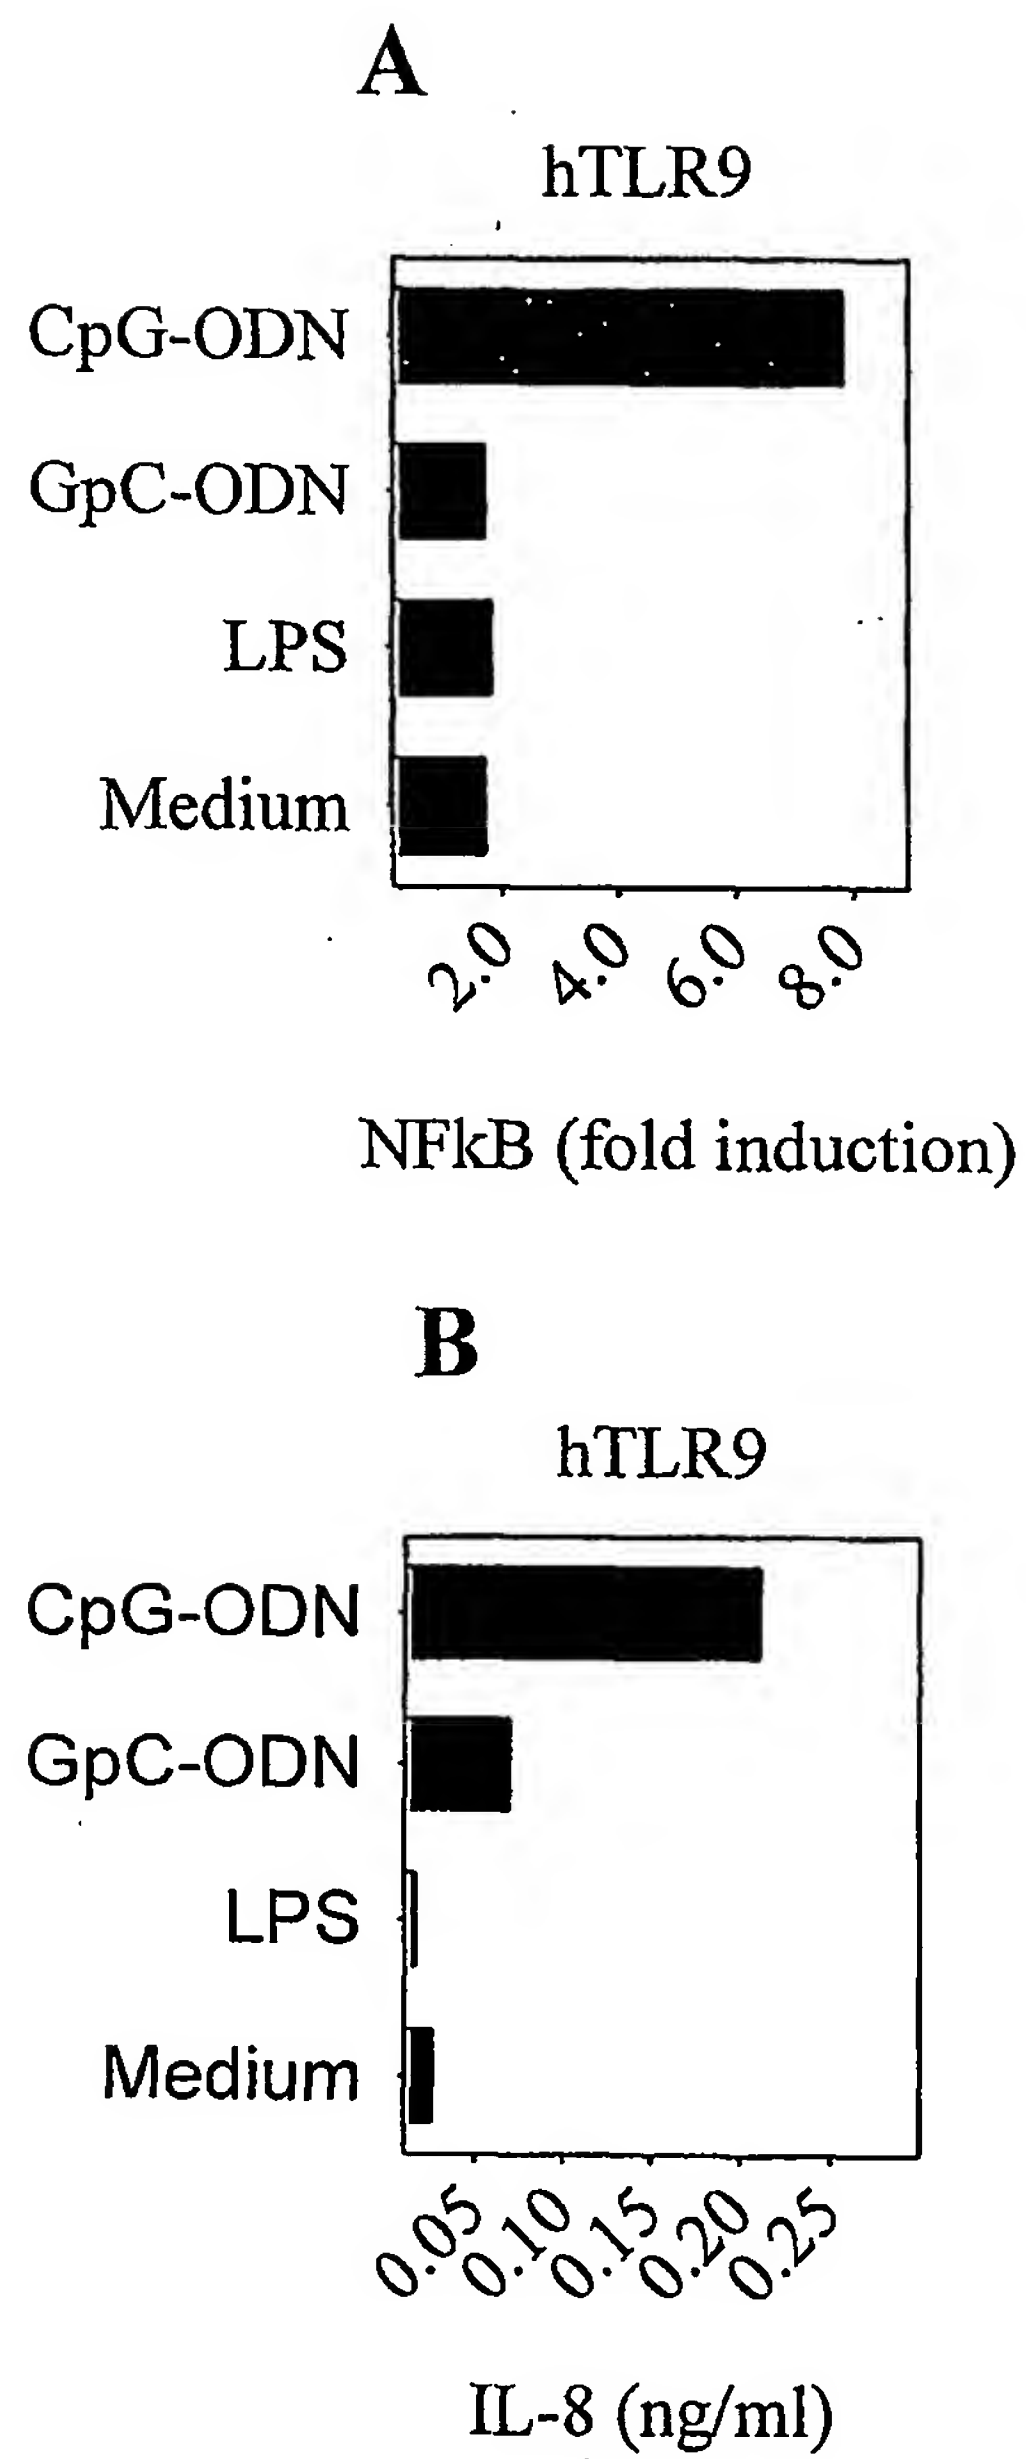 A
hTLR9
CpG-ODN
GpC-ODN
LPS
Medium
2.0 4.0 6.0 8.0
NFkB (fold induction)
B
hTLR9
CpG-ODN
GpC-ODN
LPS
Medium
0.05 0.10 0.15 0.20 0.25
IL-8 (ng/ml)